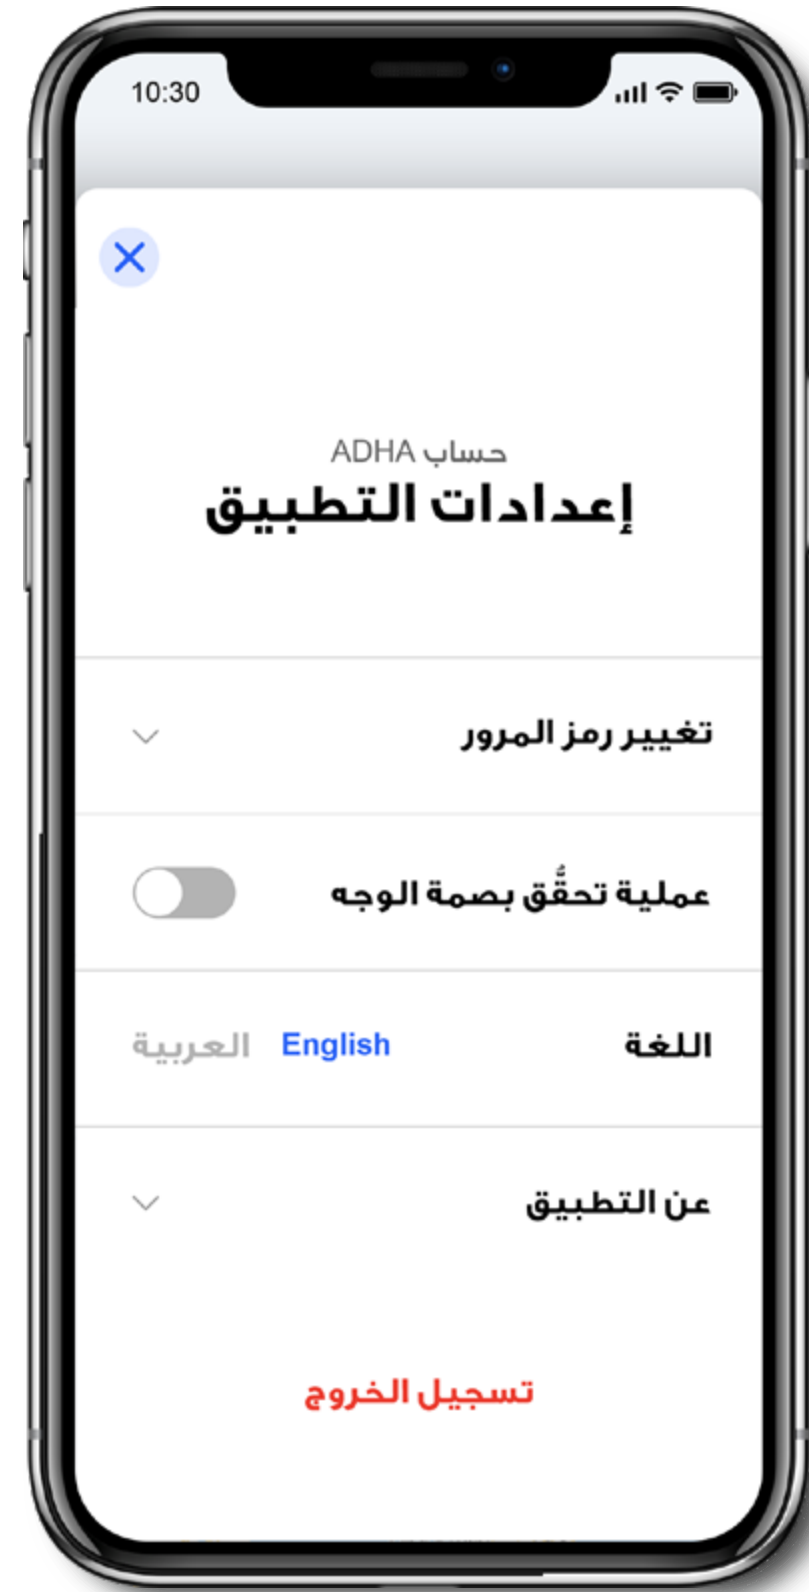 10:30
حساب ADHA
إعدادات التطبيق
تغيير رمز المرور
عملية تحقُّق بصمة الوجه
اللغة English العربية
عن التطبيق
تسجيل الخروج